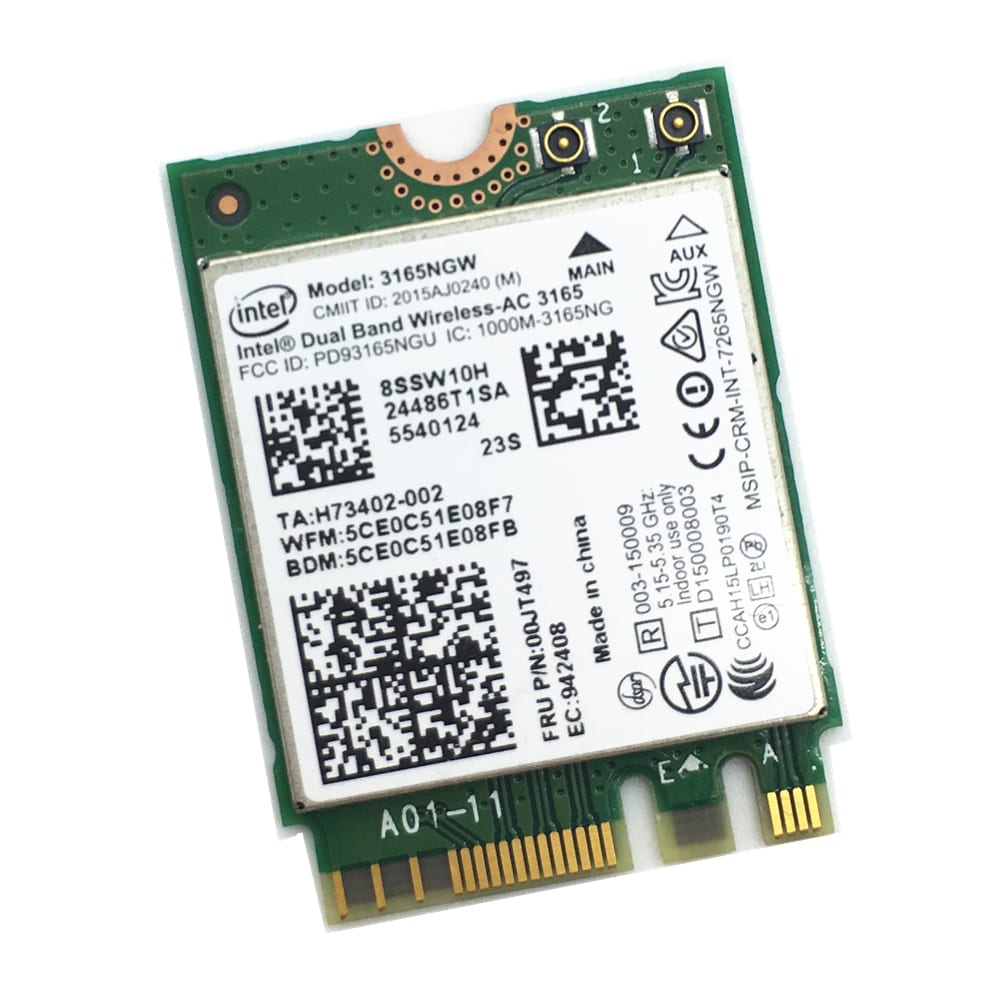 2
1
intel
Model: 3165NGW
CMIIT ID: 2015AJ0240 (M)
Intel® Dual Band Wireless-AC 3165
FCC ID: PD93165NGU IC: 1000M-3165NG
MAIN
AUX
8SSW10H
24486T1SA
5540124
23S
TA:H73402-002
WFM:5CE0C51E08F7
BDM:5CE0C51E08FB
FRU P/N:00JT497
EC:942408
Made in china
R 003-150009
5.15-5.35 GHz:
Indoor use only
T D150008003
CCAH15LP0190T4
MSIP-CRM-INT-7265NGW
CE
e1
A01-11
E
A